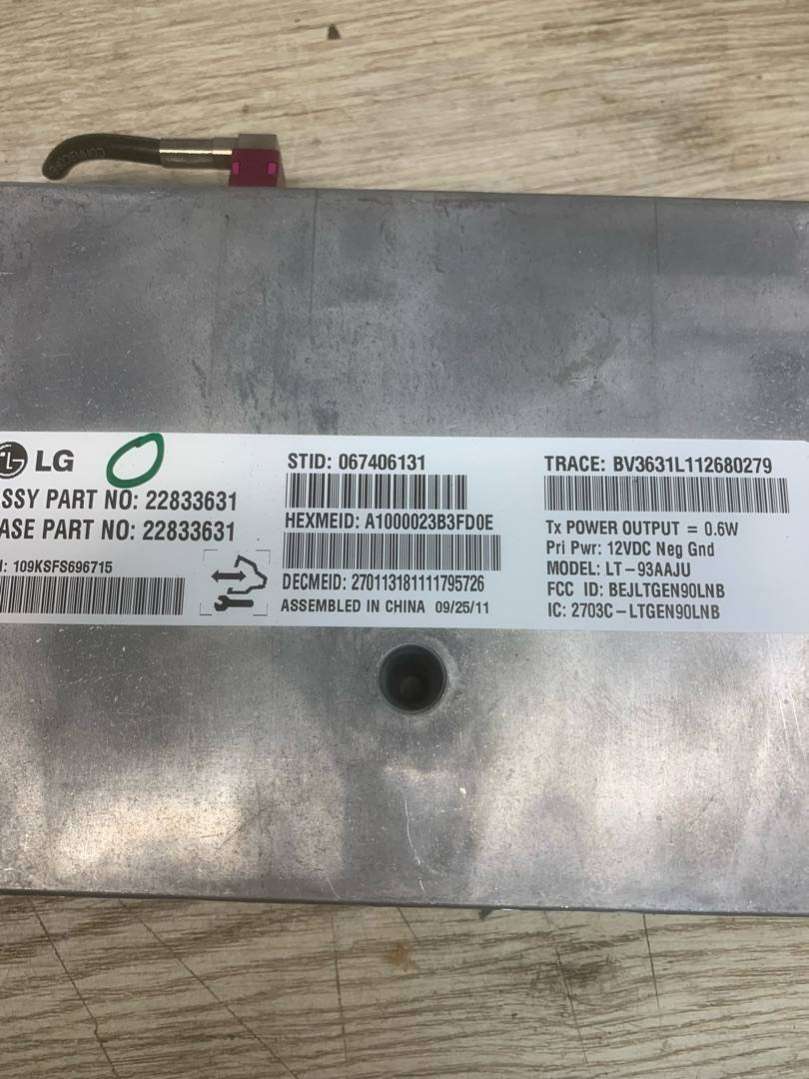 LG
SSY PART NO: 22833631
ASE PART NO: 22833631
: 109KSFS696715
STID: 067406131
HEXMEID: A1000023B3FD0E
DECMEID: 270113181111795726
ASSEMBLED IN CHINA 09/25/11
TRACE: BV3631L112680279
Tx POWER OUTPUT = 0.6W
Pri Pwr: 12VDC Neg Gnd
MODEL: LT-93AAJU
FCC ID: BEJLTGEN90LNB
IC: 2703C-LTGEN90LNB